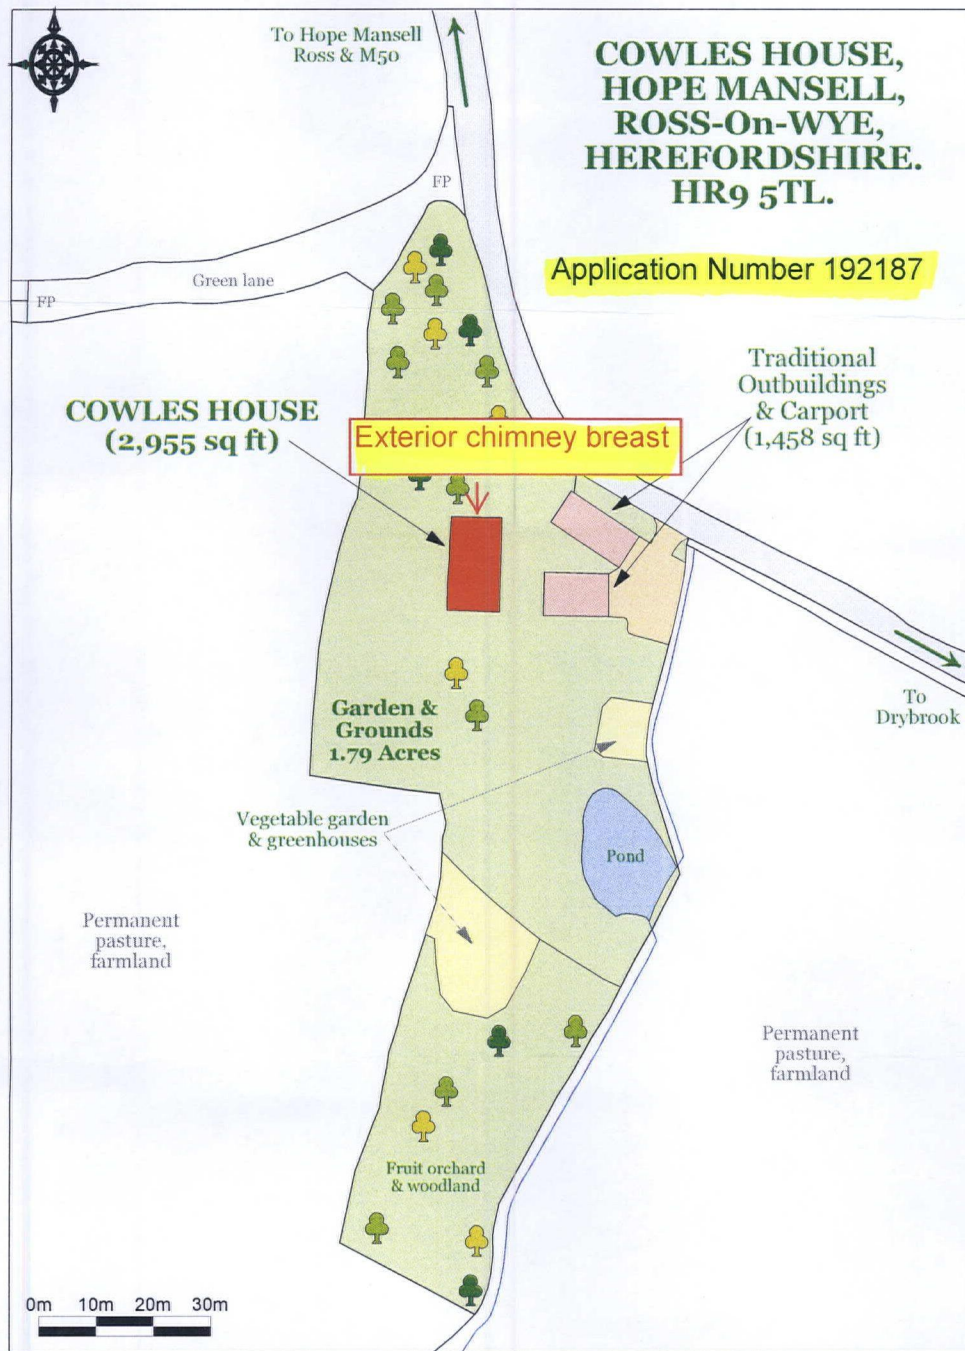 To Hope Mansell
Ross & M50
COWLES HOUSE,
HOPE MANSELL,
ROSS-On-WYE,
HEREFORDSHIRE.
HR9 5TL.
FP
Application Number 192187
Green lane
FP
Traditional
Outbuildings
& Carport
(1,458 sq ft)
COWLES HOUSE
(2,955 sq ft)
Exterior chimney breast
To
Drybrook
Garden &
Grounds
1.79 Acres
Vegetable garden
& greenhouses
Pond
Permanent
pasture,
farmland
Permanent
pasture,
farmland
Fruit orchard
& woodland
0m 10m 20m 30m